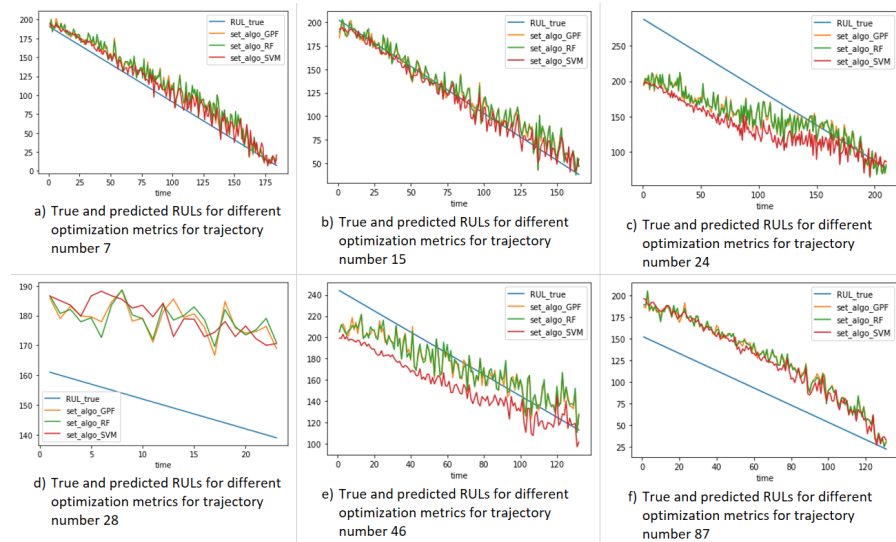 200
175
150
125
100
75
50
25
0
RUL_true
set_algo_GPF
set_algo_RF
set_algo_SVM
0 25 50 75 100 125 150 175
time
a) True and predicted RULs for different
optimization metrics for trajectory
number 7
200
175
150
125
100
75
50
RUL_true
set_algo_GPF
set_algo_RF
set_algo_SVM
0 25 50 75 100 125 150
time
b) True and predicted RULs for different
optimization metrics for trajectory
number 15
250
200
150
100
RUL_true
set_algo_GPF
set_algo_RF
set_algo_SVM
0 50 100 150 200
time
c) True and predicted RULs for different
optimization metrics for trajectory
number 24
190
180
170
160
150
140
RUL_true
set_algo_GPF
set_algo_RF
set_algo_SVM
0 5 10 15 20
time
d) True and predicted RULs for different
optimization metrics for trajectory
number 28
240
220
200
180
160
140
120
100
RUL_true
set_algo_GPF
set_algo_RF
set_algo_SVM
0 20 40 60 80 100 120
time
e) True and predicted RULs for different
optimization metrics for trajectory
number 46
200
175
150
125
100
75
50
25
RUL_true
set_algo_GPF
set_algo_RF
set_algo_SVM
0 20 40 60 80 100 120
time
f) True and predicted RULs for different
optimization metrics for trajectory
number 87